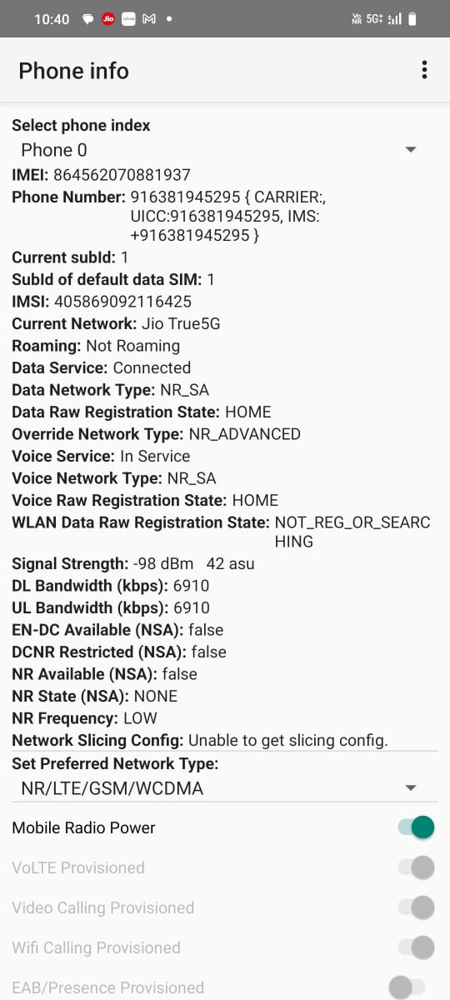 10:40 Jio vivo Vo NR 5G
Phone info
Select phone index
Phone 0
IMEI: 864562070881937
Phone Number: 916381945295 { CARRIER:,
UICC:916381945295, IMS:
+916381945295 }
Current subId: 1
SubId of default data SIM: 1
IMSI: 405869092116425
Current Network: Jio True5G
Roaming: Not Roaming
Data Service: Connected
Data Network Type: NR_SA
Data Raw Registration State: HOME
Override Network Type: NR_ADVANCED
Voice Service: In Service
Voice Network Type: NR_SA
Voice Raw Registration State: HOME
WLAN Data Raw Registration State: NOT_REG_OR_SEARC
HING
Signal Strength: -98 dBm 42 asu
DL Bandwidth (kbps): 6910
UL Bandwidth (kbps): 6910
EN-DC Available (NSA): false
DCNR Restricted (NSA): false
NR Available (NSA): false
NR State (NSA): NONE
NR Frequency: LOW
Network Slicing Config: Unable to get slicing config.
Set Preferred Network Type:
NR/LTE/GSM/WCDMA
Mobile Radio Power
VoLTE Provisioned
Video Calling Provisioned
Wifi Calling Provisioned
EAB/Presence Provisioned